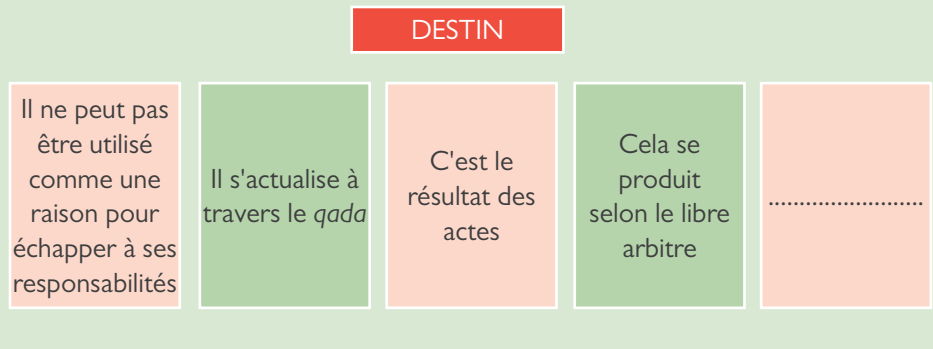 DESTIN
Il ne peut pas
être utilisé
comme une
raison pour
échapper à ses
responsabilités
Il s'actualise à
travers le qada
C'est le
résultat des
actes
Cela se
produit
selon le libre
arbitre
.........................